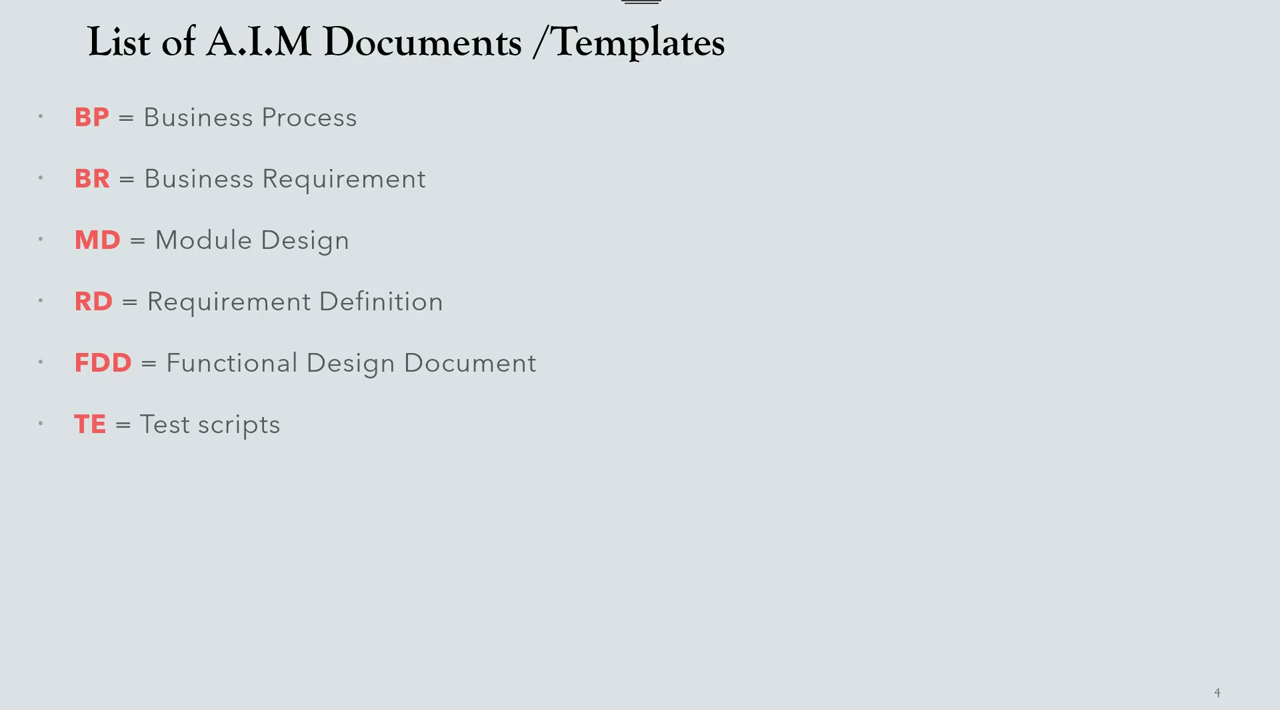 List of A.I.M Documents /Templates
• BP = Business Process
• BR = Business Requirement
• MD = Module Design
• RD = Requirement Definition
• FDD = Functional Design Document
• TE = Test scripts
4